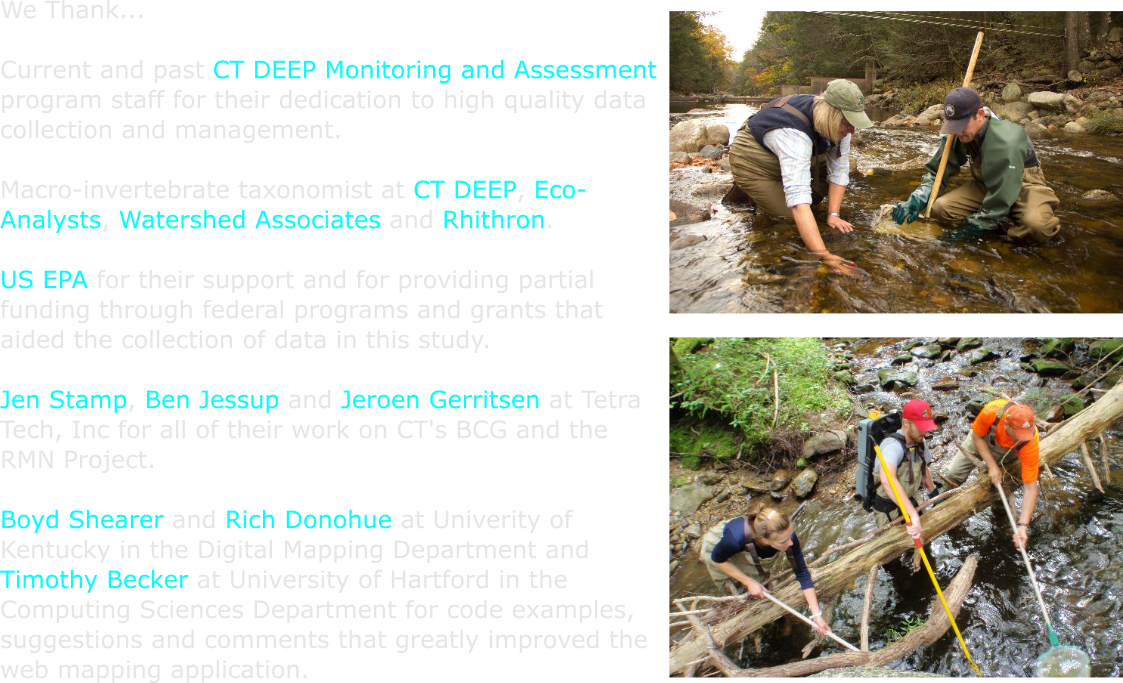 We Thank...
Current and past CT DEEP Monitoring and Assessment
program staff for their dedication to high quality data
collection and management.
Macro-invertebrate taxonomist at CT DEEP, Eco-
Analysts, Watershed Associates and Rhithron.
US EPA for their support and for providing partial
funding through federal programs and grants that
aided the collection of data in this study.
Jen Stamp, Ben Jessup and Jeroen Gerritsen at Tetra
Tech, Inc for all of their work on CT's BCG and the
RMN Project.
Boyd Shearer and Rich Donohue at Univerity of
Kentucky in the Digital Mapping Department and
Timothy Becker at University of Hartford in the
Computing Sciences Department for code examples,
suggestions and comments that greatly improved the
web mapping application.